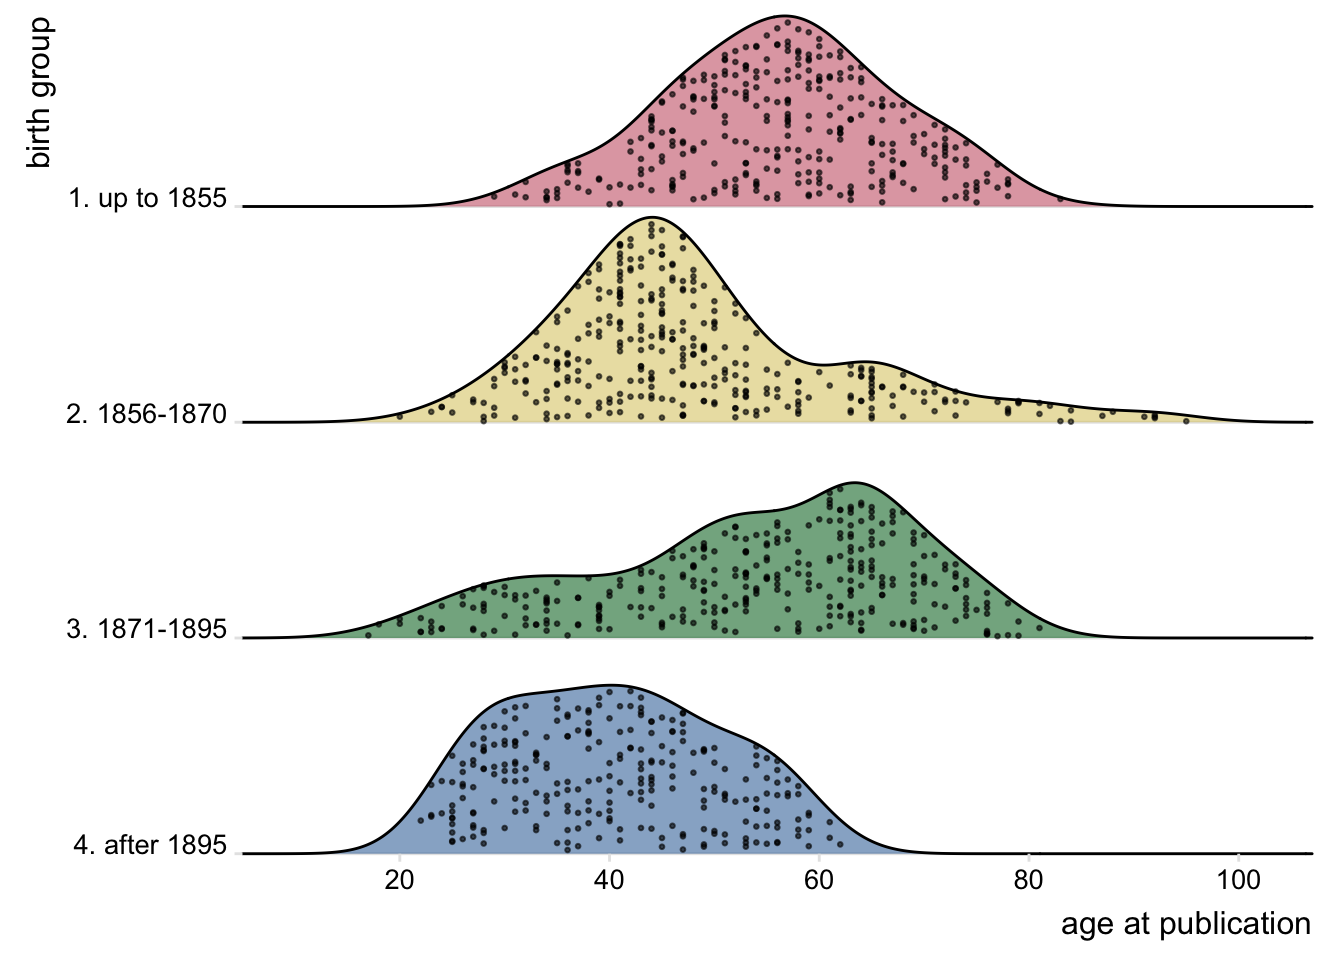 birth group
1. up to 1855
2. 1856-1870
3. 1871-1895
4. after 1895
20 40 60 80 100
age at publication